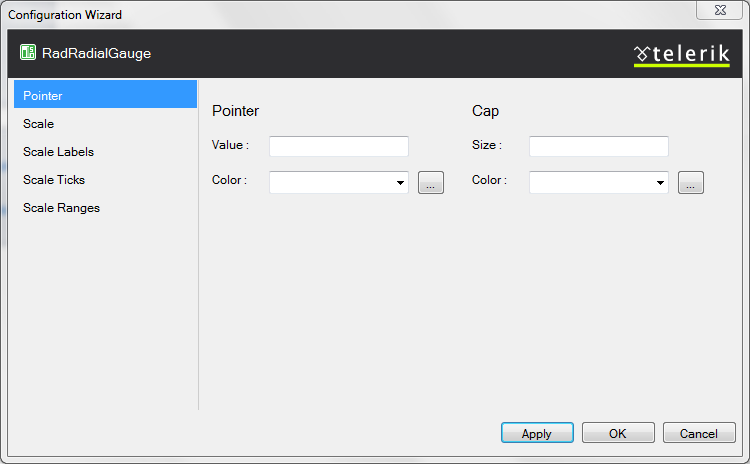 Configuration Wizard
RadRadialGauge
telerik
Pointer
Scale
Scale Labels
Scale Ticks
Scale Ranges
Pointer
Value :
Color :
...
Cap
Size :
Color :
...
Apply
OK
Cancel